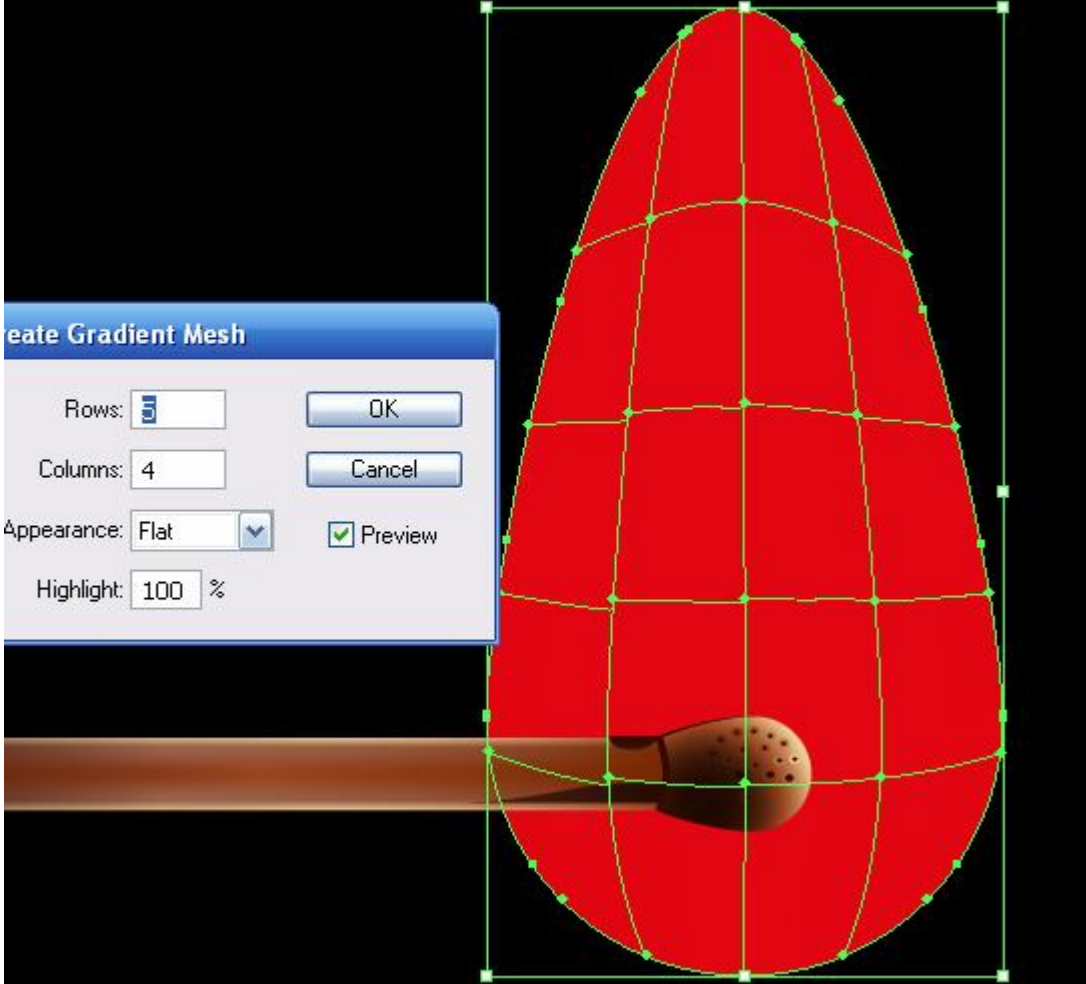 reate Gradient Mesh
Rows: 5 OK
Columns: 4 Cancel
Appearance: Flat Preview
Highlight: 100 %